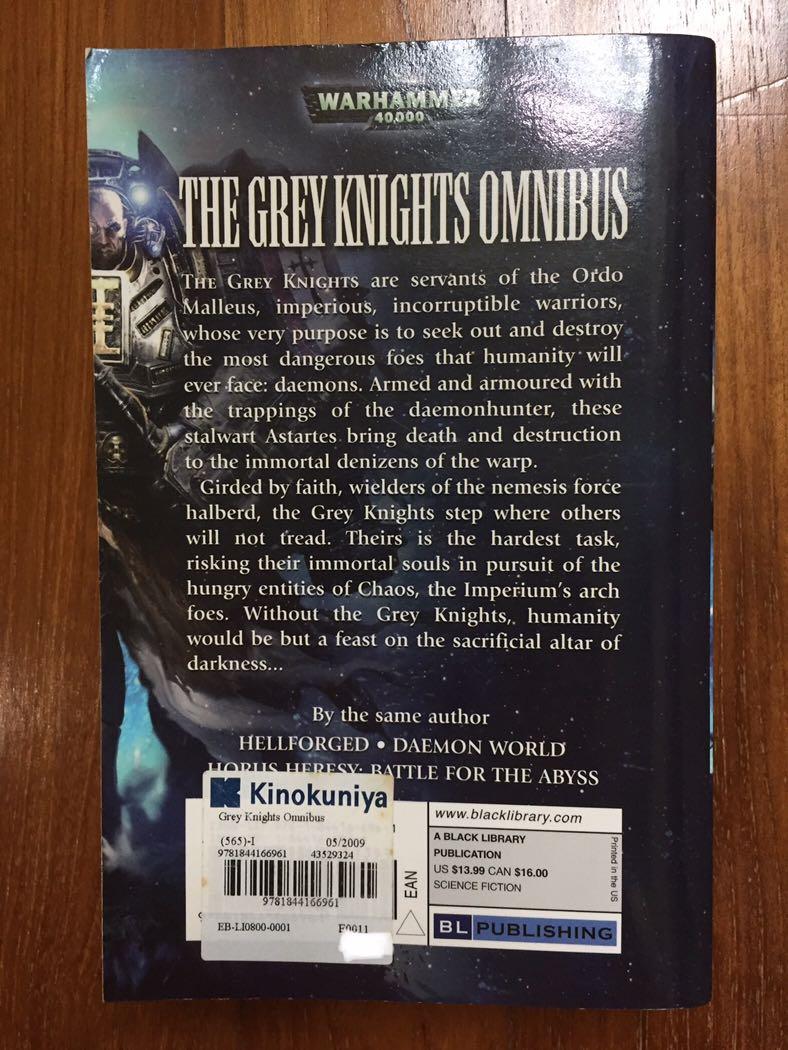 WARHAMMER
40,000
THE GREY KNIGHTS OMNIBUS
THE GREY KNIGHTS are servants of the Ordo
Malleus, imperious, incorruptible warriors,
whose very purpose is to seek out and destroy
the most dangerous foes that humanity will
ever face: daemons. Armed and armoured with
the trappings of the daemonhunter, these
stalwart Astartes bring death and destruction
to the immortal denizens of the warp.
Girded by faith, wielders of the nemesis force
halberd, the Grey Knights step where others
will not tread. Theirs is the hardest task,
risking their immortal souls in pursuit of the
hungry entities of Chaos, the Imperium's arch
foes. Without the Grey Knights, humanity
would be but a feast on the sacrificial altar of
darkness...
By the same author
HELLFORGED • DAEMON WORLD
HORUS HERESY: BATTLE FOR THE ABYSS
Kinokuniya
Grey Knights Omnibus
(565)-I 05/2009
9781844166961 43529324
9781844166961
EB-LI0800-0001 F0011
EAN
www.blacklibrary.com
A BLACK LIBRARY
PUBLICATION
US $13.99 CAN $16.00
SCIENCE FICTION
Printed in the US
BL PUBLISHING